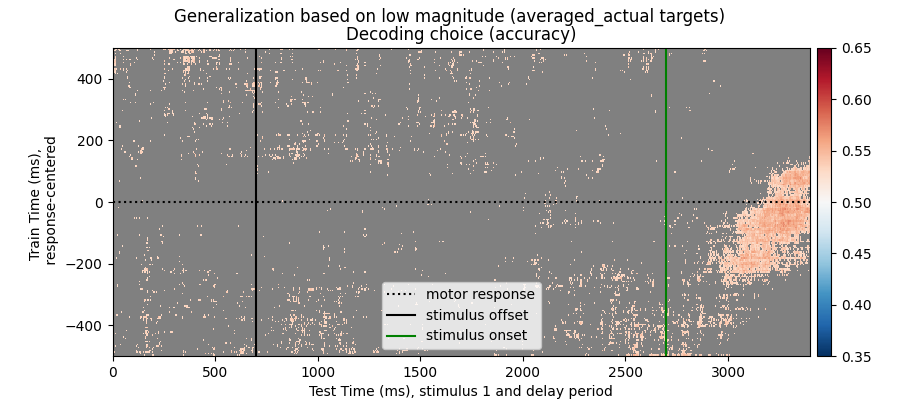 Generalization based on low magnitude (averaged_actual targets)
Decoding choice (accuracy)
Train Time (ms),
response-centered
400
200
0
−200
−400
motor response
stimulus offset
stimulus onset
0
500
1000
1500
2000
2500
3000
Test Time (ms), stimulus 1 and delay period
0.65
0.60
0.55
0.50
0.45
0.40
0.35